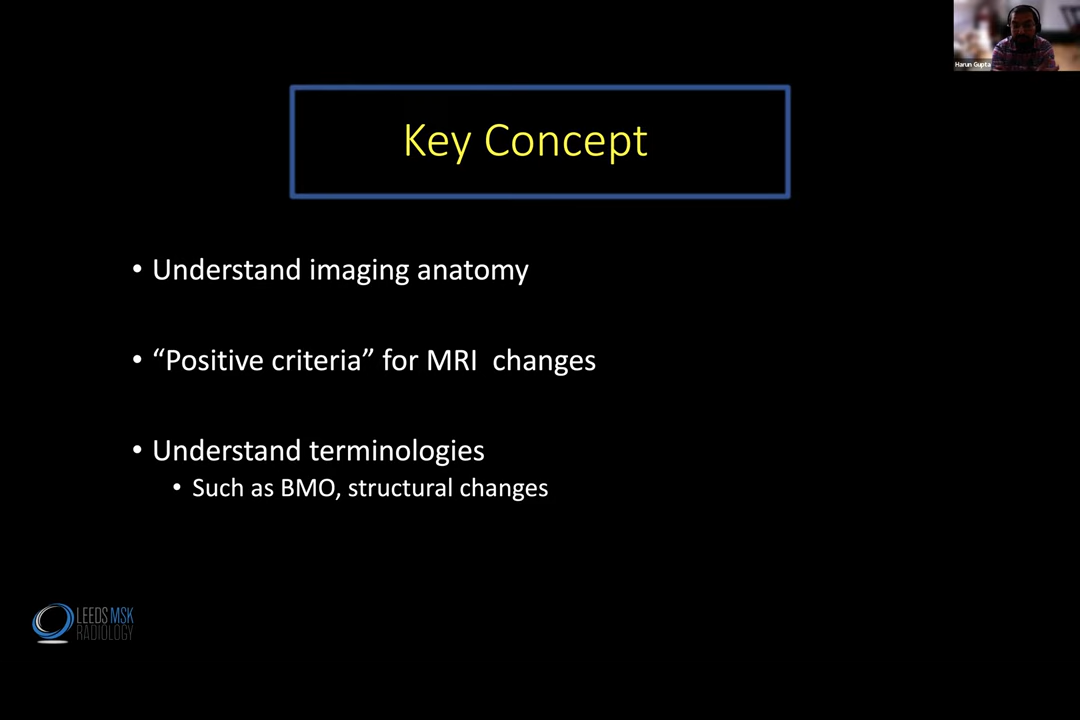 Harun Gupta
Key Concept
• Understand imaging anatomy
• “Positive criteria” for MRI  changes
• Understand terminologies
• Such as BMO, structural changes
LEEDS MSK
RADIOLOGY